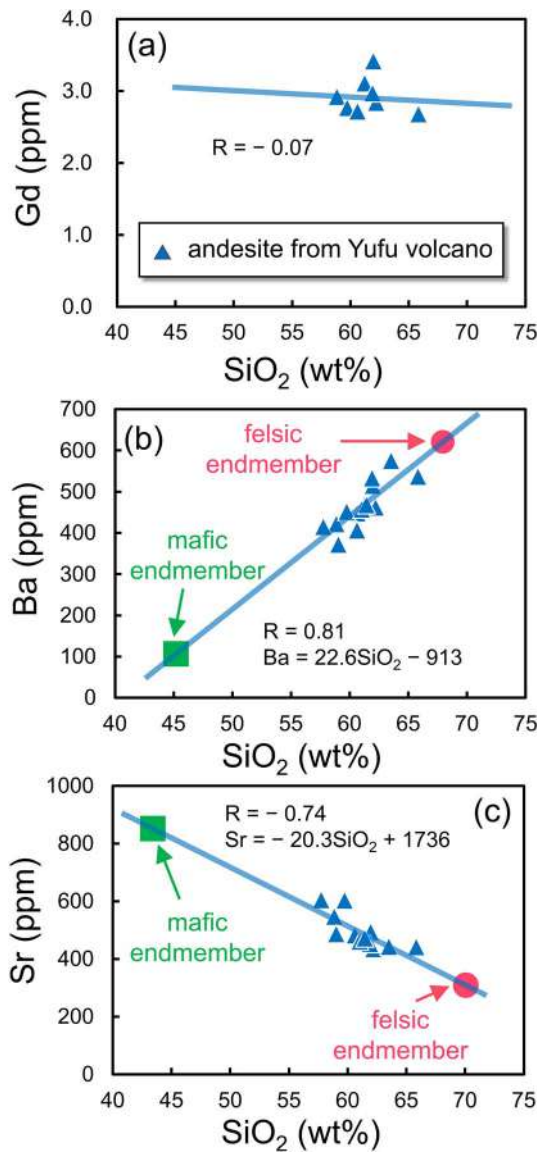 (a)
4.0
3.0
2.0
1.0
0.0
Gd (ppm)
R = − 0.07
andesite from Yufu volcano
40 45 50 55 60 65 70 75
SiO₂ (wt%)
(b)
700
600
500
400
300
200
100
0
Ba (ppm)
felsic
endmember
mafic
endmember
R = 0.81
Ba = 22.6SiO₂ − 913
40 45 50 55 60 65 70 75
SiO₂ (wt%)
(c)
1000
800
600
400
200
0
Sr (ppm)
R = − 0.74
Sr = − 20.3SiO₂ + 1736
mafic
endmember
felsic
endmember
40 45 50 55 60 65 70 75
SiO₂ (wt%)